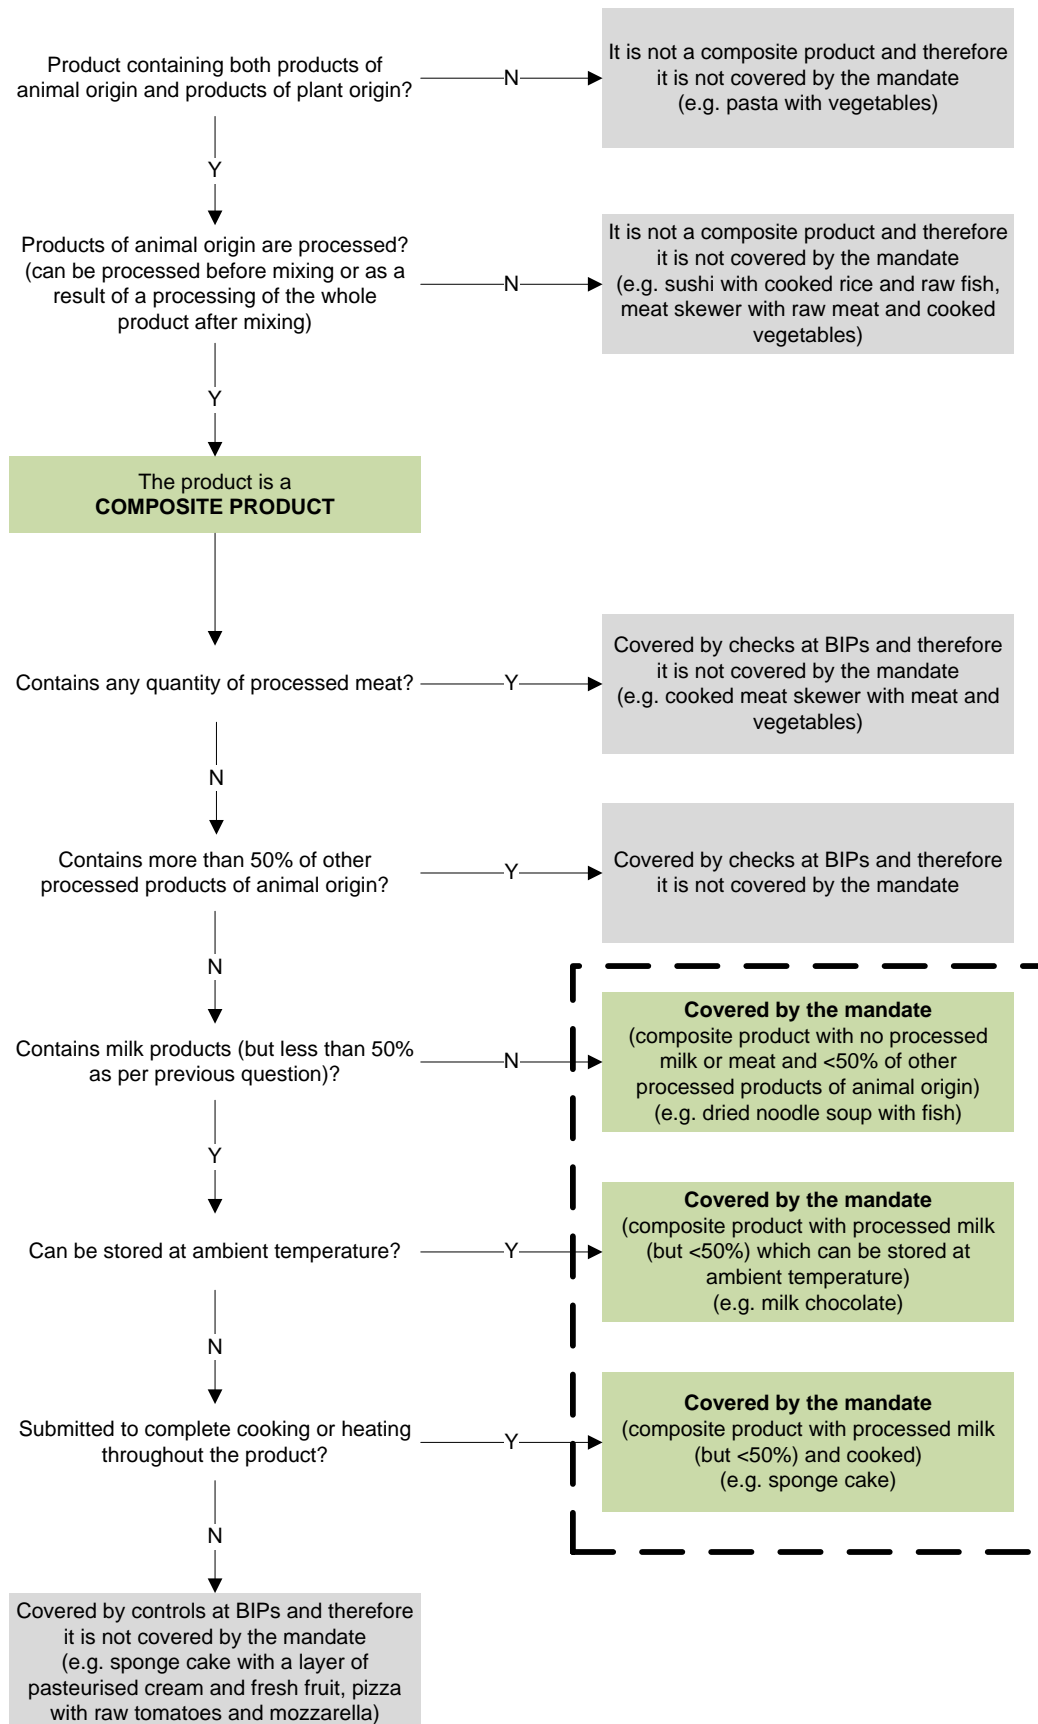 Product containing both products of
animal origin and products of plant origin?
N
It is not a composite product and therefore
it is not covered by the mandate
(e.g. pasta with vegetables)
Y
Products of animal origin are processed?
(can be processed before mixing or as a
result of a processing of the whole
product after mixing)
N
It is not a composite product and therefore
it is not covered by the mandate
(e.g. sushi with cooked rice and raw fish,
meat skewer with raw meat and cooked
vegetables)
Y
The product is a
COMPOSITE PRODUCT
Contains any quantity of processed meat?
Y
Covered by checks at BIPs and therefore
it is not covered by the mandate
(e.g. cooked meat skewer with meat and
vegetables)
N
Contains more than 50% of other
processed products of animal origin?
Y
Covered by checks at BIPs and therefore
it is not covered by the mandate
N
Contains milk products (but less than 50%
as per previous question)?
N
Covered by the mandate
(composite product with no processed
milk or meat and <50% of other
processed products of animal origin)
(e.g. dried noodle soup with fish)
Y
Can be stored at ambient temperature?
Y
Covered by the mandate
(composite product with processed milk
(but <50%) which can be stored at
ambient temperature)
(e.g. milk chocolate)
N
Submitted to complete cooking or heating
throughout the product?
Y
Covered by the mandate
(composite product with processed milk
(but <50%) and cooked)
(e.g. sponge cake)
N
Covered by controls at BIPs and therefore
it is not covered by the mandate
(e.g. sponge cake with a layer of
pasteurised cream and fresh fruit, pizza
with raw tomatoes and mozzarella)